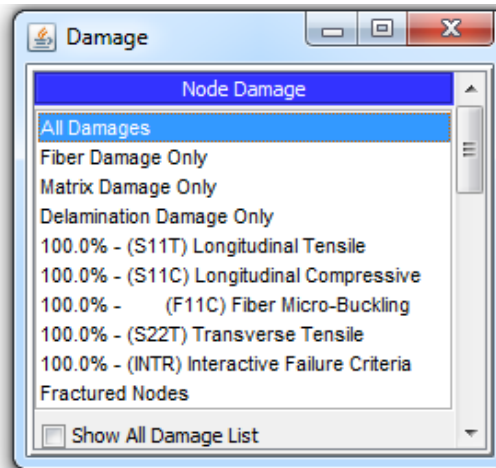 Damage
Node Damage
All Damages
Fiber Damage Only
Matrix Damage Only
Delamination Damage Only
100.0% - (S11T) Longitudinal Tensile
100.0% - (S11C) Longitudinal Compressive
100.0% - (F11C) Fiber Micro-Buckling
100.0% - (S22T) Transverse Tensile
100.0% - (INTR) Interactive Failure Criteria
Fractured Nodes
Show All Damage List